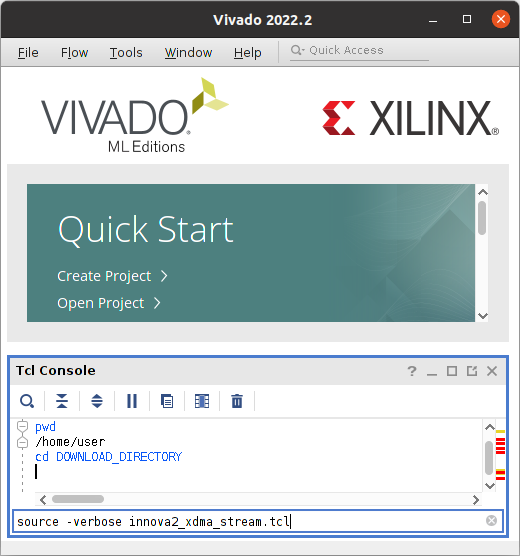 Vivado 2022.2
File Flow Tools Window Help Quick Access
VIVADO®
ML Editions
XILINX®
Quick Start
Create Project
Open Project
Tcl Console
pwd
/home/user
cd DOWNLOAD_DIRECTORY
source -verbose innova2_xdma_stream.tcl